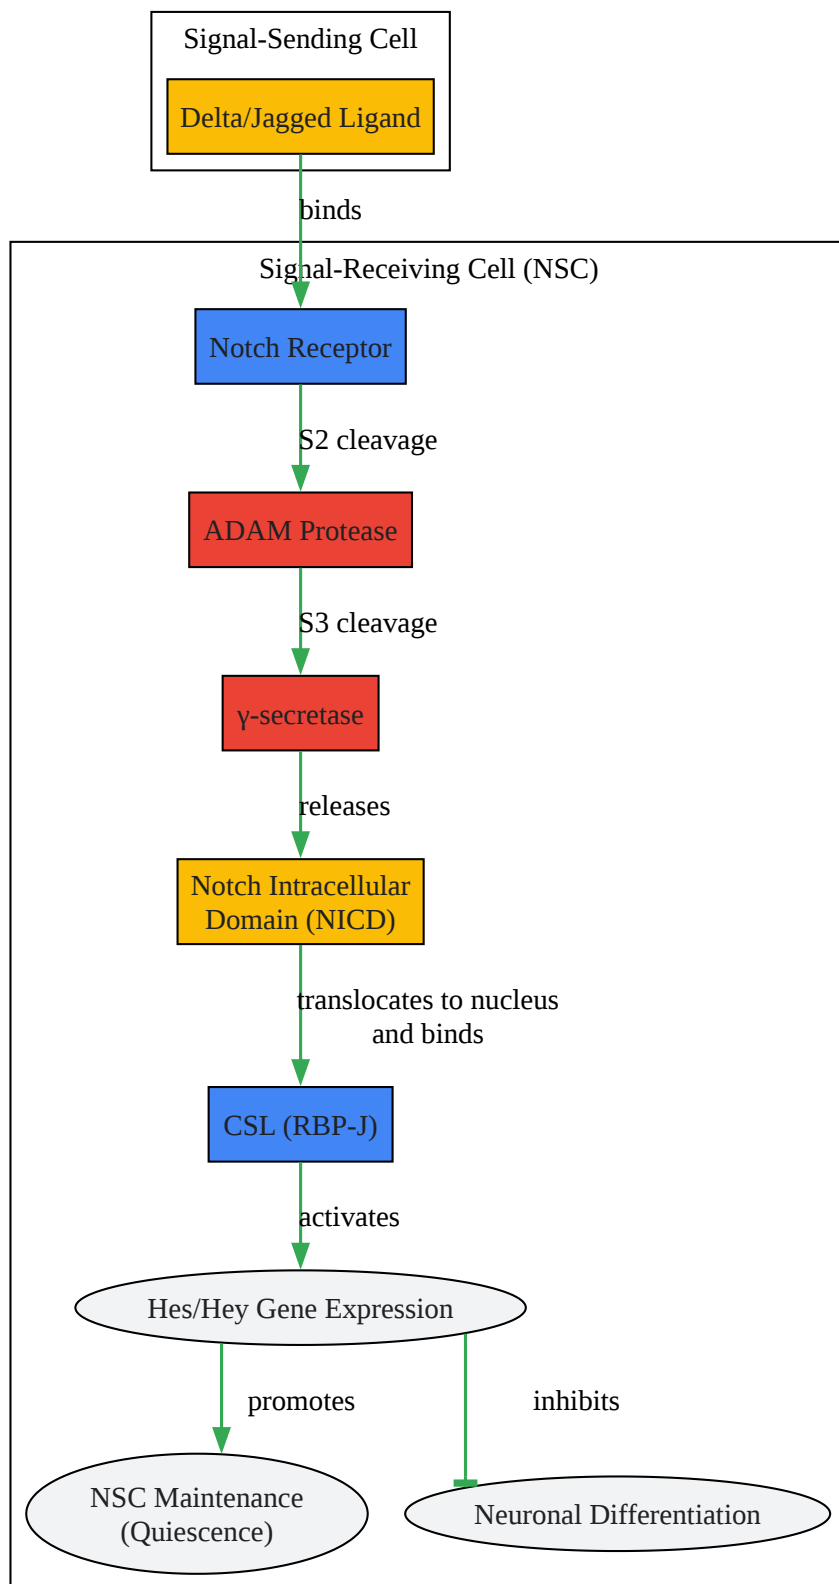 Signal-Sending Cell
Delta/Jagged Ligand
binds
Signal-Receiving Cell (NSC)
Notch Receptor
S2 cleavage
ADAM Protease
S3 cleavage
γ-secretase
releases
Notch Intracellular
Domain (NICD)
translocates to nucleus
and binds
CSL (RBP-J)
activates
Hes/Hey Gene Expression
promotes
inhibits
NSC Maintenance
(Quiescence)
Neuronal Differentiation